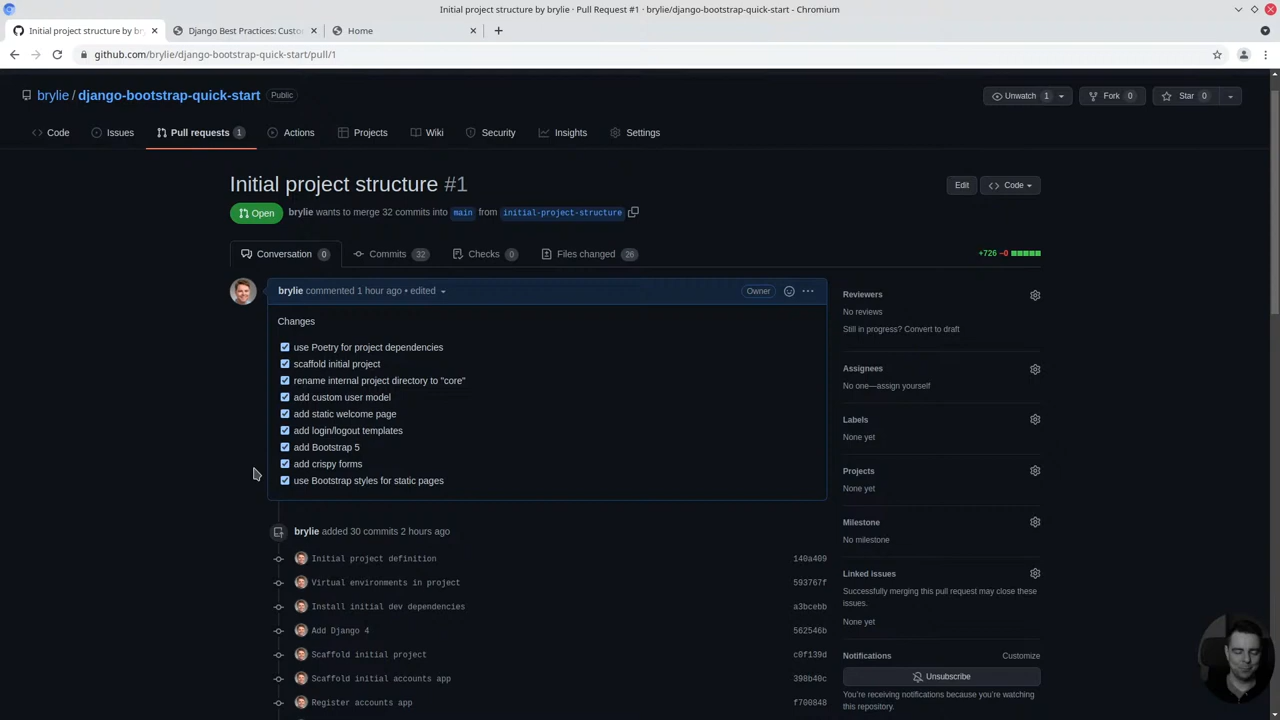 Initial project structure by brylie · Pull Request #1 · brylie/django-bootstrap-quick-start - Chromium
Initial project structure by bry
Django Best Practices: Custo
Home
github.com/brylie/django-bootstrap-quick-start/pull/1
brylie / django-bootstrap-quick-start Public
Unwatch 1
Fork 0
Star 0
Code
Issues
Pull requests 1
Actions
Projects
Wiki
Security
Insights
Settings
Initial project structure #1
Edit
Code
Open brylie wants to merge 32 commits into main from initial-project-structure
Conversation 0
Commits 32
Checks 0
Files changed 26
+726 −0
brylie commented 1 hour ago • edited
Owner
Changes
use Poetry for project dependencies
scaffold initial project
rename internal project directory to "core"
add custom user model
add static welcome page
add login/logout templates
add Bootstrap 5
add crispy forms
use Bootstrap styles for static pages
brylie added 30 commits 2 hours ago
Initial project definition 140a409
Virtual environments in project 593767f
Install initial dev dependencies a3bcebb
Add Django 4 562546b
Scaffold initial project c0f139d
Scaffold initial accounts app 398b40c
Register accounts app f700848
Reviewers
No reviews
Still in progress? Convert to draft
Assignees
No one—assign yourself
Labels
None yet
Projects
None yet
Milestone
No milestone
Linked issues
Successfully merging this pull request may close these
issues.
None yet
Notifications Customize
Unsubscribe
You're receiving notifications because you're watching
this repository.